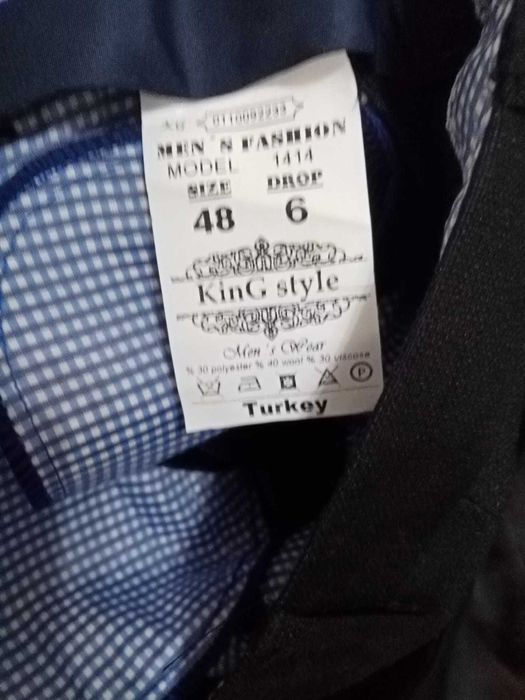 0110092233
MEN'S FASHION
MODEL 1414
SIZE DROP
48 6
KinG style
Men's Wear
% 30 polyester % 40 wool % 30 viscose
P
Turkey